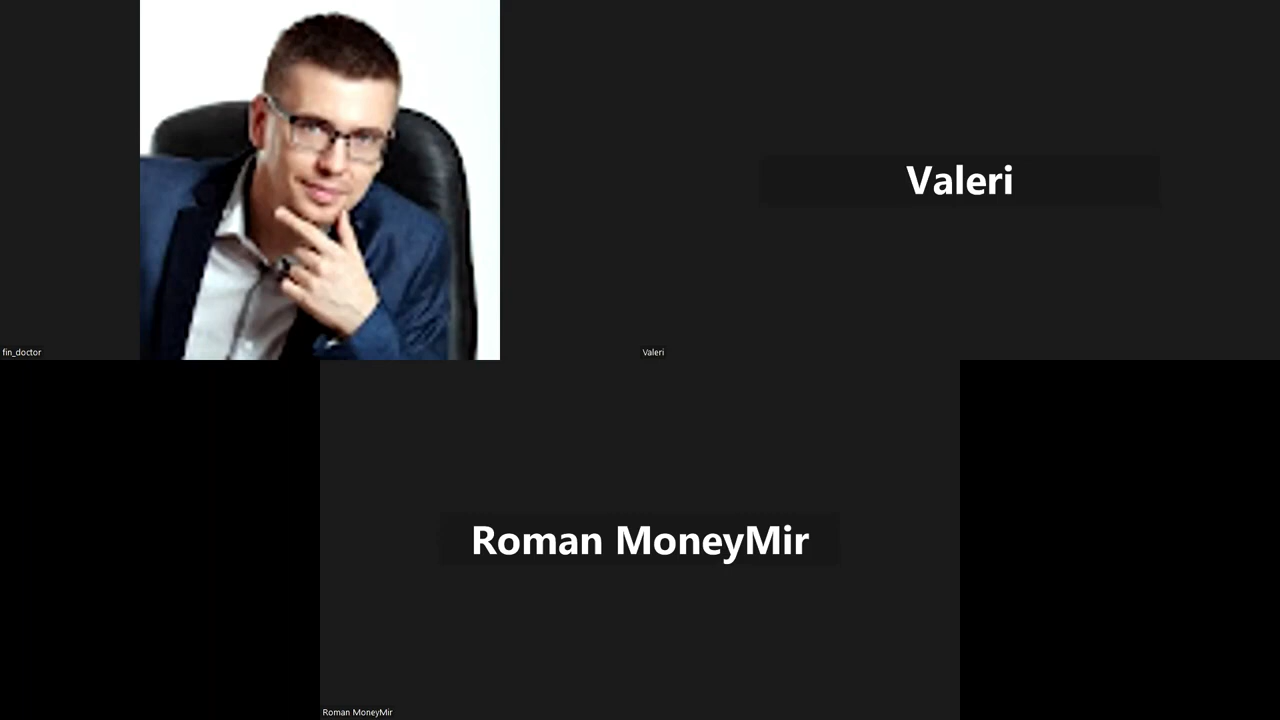 Valeri
fin_doctor
Valeri
Roman MoneyMir
Roman MoneyMir